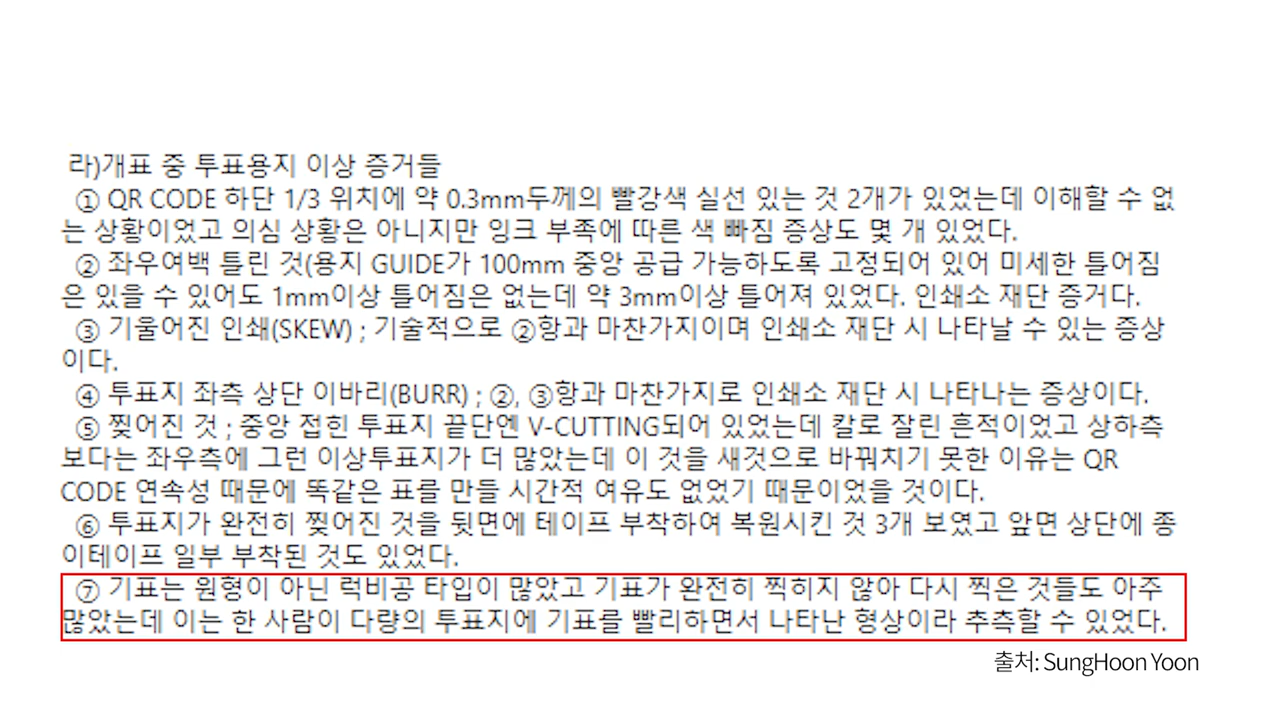 라)개표 중 투표용지 이상 증거들
① QR CODE 하단 1/3 위치에 약 0.3mm두께의 빨강색 실선 있는 것 2개가 있었는데 이해할 수 없
는 상황이었고 의심 상황은 아니지만 잉크 부족에 따른 색 빠짐 증상도 몇 개 있었다.
② 좌우여백 틀린 것(용지 GUIDE가 100mm 중앙 공급 가능하도록 고정되어 있어 미세한 틀어짐
은 있을 수 있어도 1mm이상 틀어짐은 없는데 약 3mm이상 틀어져 있었다. 인쇄소 재단 증거다.
③ 기울어진 인쇄(SKEW) ; 기술적으로 ②항과 마찬가지이며 인쇄소 재단 시 나타날 수 있는 증상
이다.
④ 투표지 좌측 상단 이바리(BURR) ; ②, ③항과 마찬가지로 인쇄소 재단 시 나타나는 증상이다.
⑤ 찢어진 것 ; 중앙 접힌 투표지 끝단엔 V-CUTTING되어 있었는데 칼로 잘린 흔적이었고 상하측
보다는 좌우측에 그런 이상투표지가 더 많았는데 이 것을 새것으로 바꿔치기 못한 이유는 QR
CODE 연속성 때문에 똑같은 표를 만들 시간적 여유도 없었기 때문이었을 것이다.
⑥ 투표지가 완전히 찢어진 것을 뒷면에 테이프 부착하여 복원시킨 것 3개 보였고 앞면 상단에 종
이테이프 일부 부착된 것도 있었다.
⑦ 기표는 원형이 아닌 럭비공 타입이 많았고 기표가 완전히 찍히지 않아 다시 찍은 것들도 아주
많았는데 이는 한 사람이 다량의 투표지에 기표를 빨리하면서 나타난 형상이라 추측할 수 있었다.
출처: SungHoon Yoon